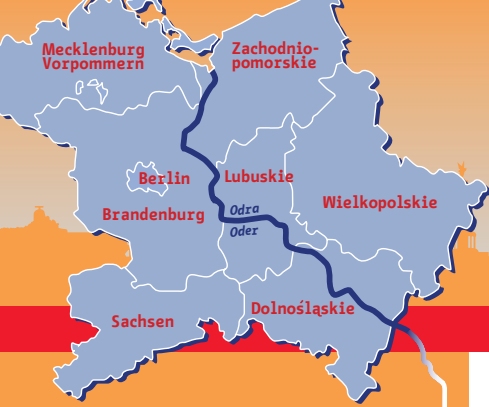 Mecklenburg
Vorpommern
Zachodnio-
pomorskie
Berlin
Lubuskie
Brandenburg
Wielkopolskie
Odra
Oder
Sachsen
Dolnośląskie